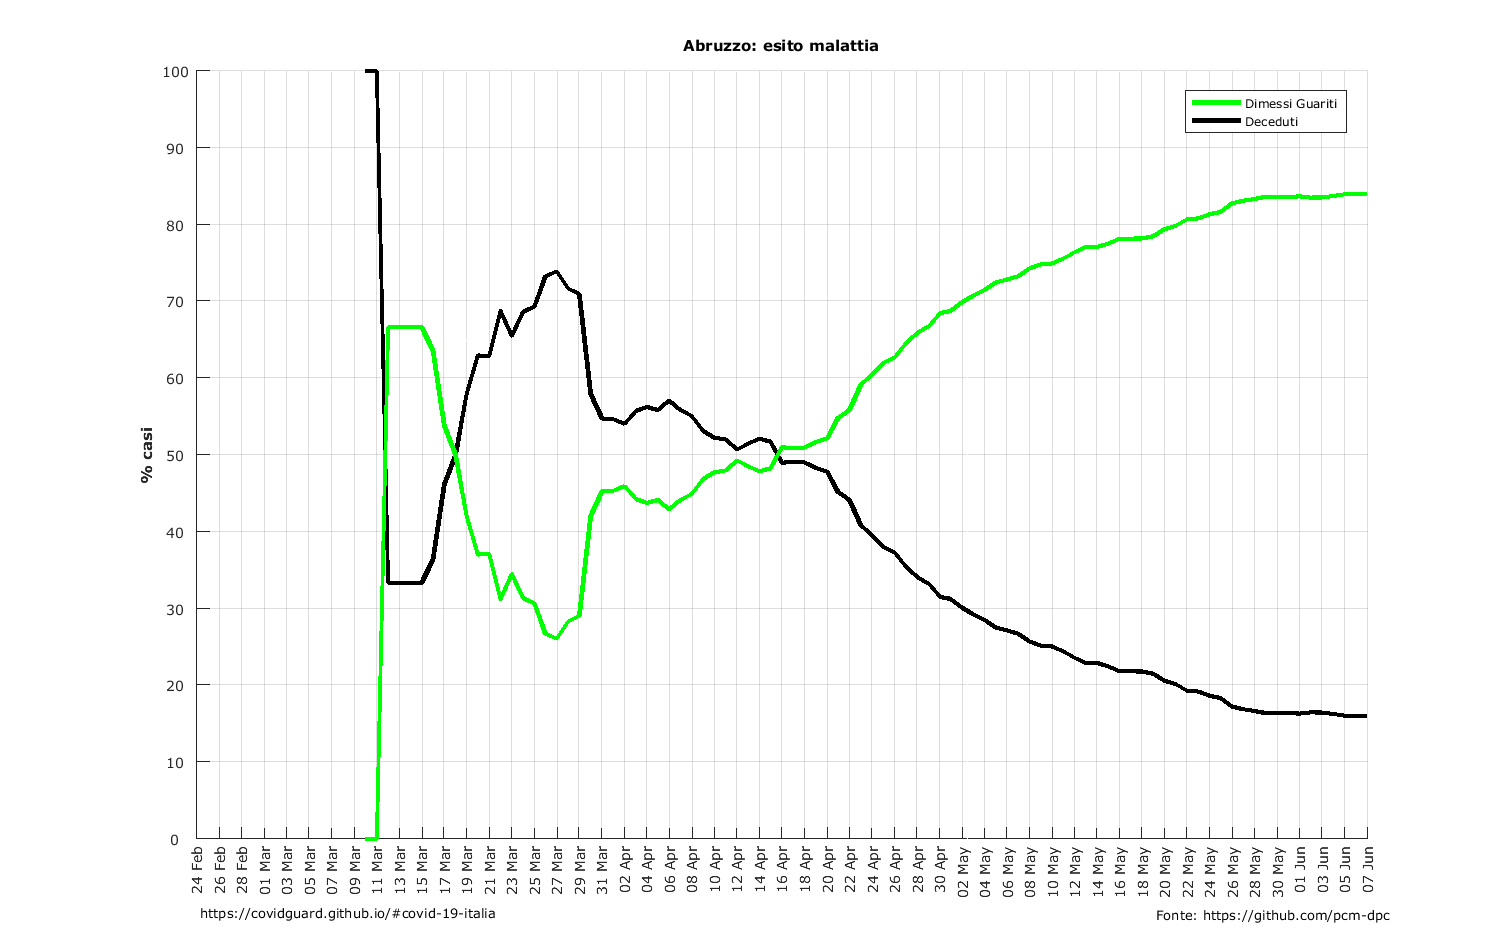 Abruzzo: esito malattia
% casi
100
90
80
70
60
50
40
30
20
10
0
Dimessi Guariti
Deceduti
24 Feb
26 Feb
28 Feb
01 Mar
03 Mar
05 Mar
07 Mar
09 Mar
11 Mar
13 Mar
15 Mar
17 Mar
19 Mar
21 Mar
23 Mar
25 Mar
27 Mar
29 Mar
31 Mar
02 Apr
04 Apr
06 Apr
08 Apr
10 Apr
12 Apr
14 Apr
16 Apr
18 Apr
20 Apr
22 Apr
24 Apr
26 Apr
28 Apr
30 Apr
02 May
04 May
06 May
08 May
10 May
12 May
14 May
16 May
18 May
20 May
22 May
24 May
26 May
28 May
30 May
01 Jun
03 Jun
05 Jun
07 Jun
https://covidguard.github.io/#covid-19-italia
Fonte: https://github.com/pcm-dpc